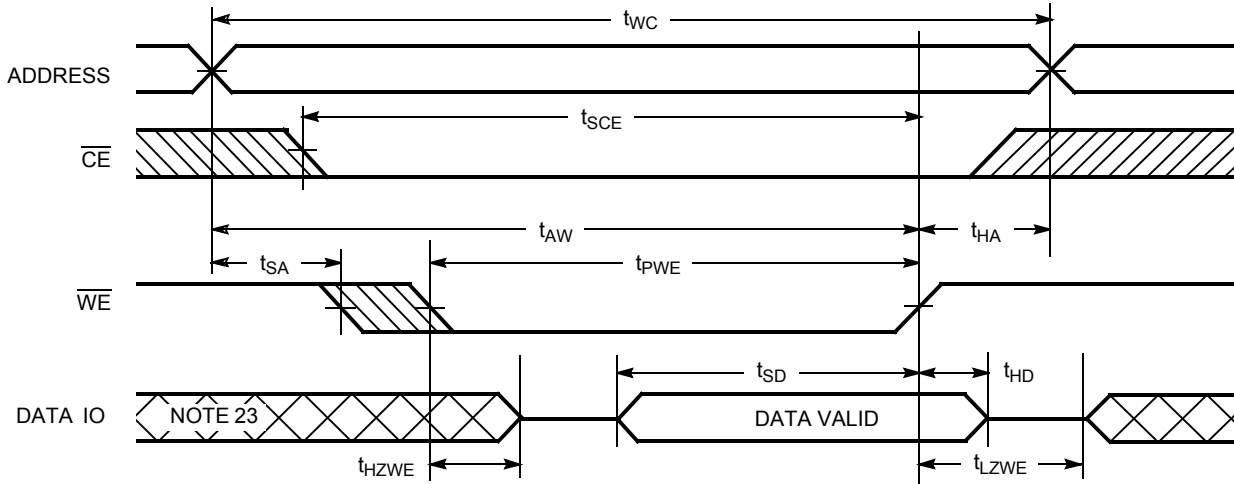 tWC
ADDRESS
tSCE
CE
tAW
tHA
tSA
tPWE
WE
tSD
tHD
DATA IO
NOTE 23
DATA VALID
tHZWE
tLZWE